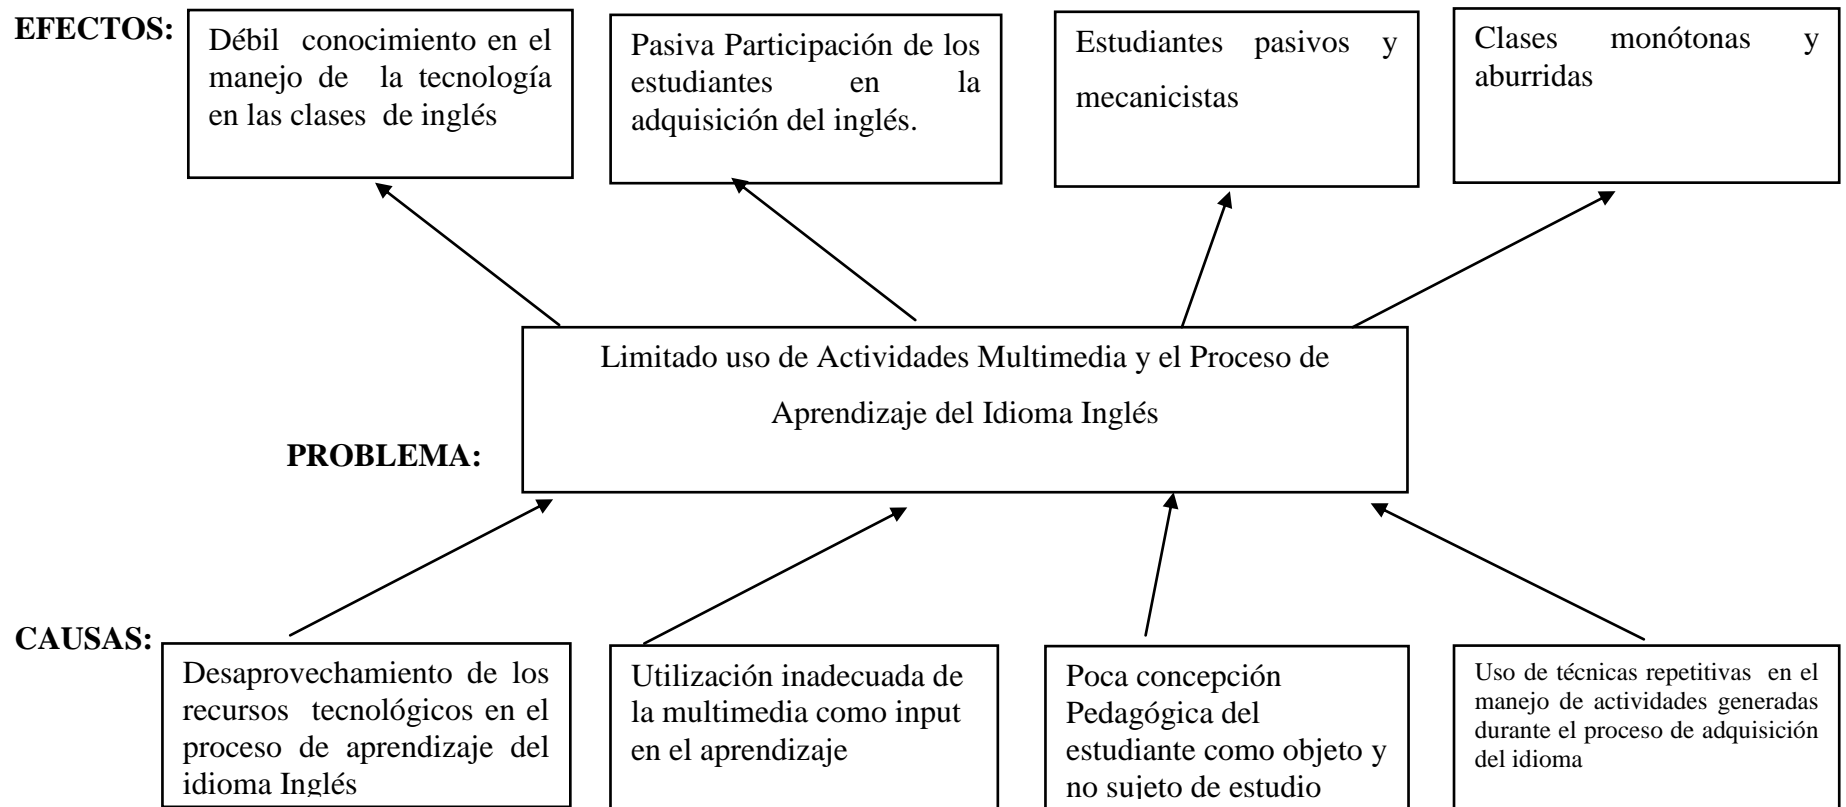 EFECTOS:
Débil conocimiento en el
manejo de la tecnología
en las clases de inglés
Pasiva Participación de los
estudiantes en la
adquisición del inglés.
Estudiantes pasivos y
mecanicistas
Clases monótonas y
aburridas
Limitado uso de Actividades Multimedia y el Proceso de
Aprendizaje del Idioma Inglés
PROBLEMA:
CAUSAS:
Desaprovechamiento de los
recursos tecnológicos en el
proceso de aprendizaje del
idioma Inglés
Utilización inadecuada de
la multimedia como input
en el aprendizaje
Poca concepción
Pedagógica del
estudiante como objeto y
no sujeto de estudio
Uso de técnicas repetitivas en el
manejo de actividades generadas
durante el proceso de adquisición
del idioma